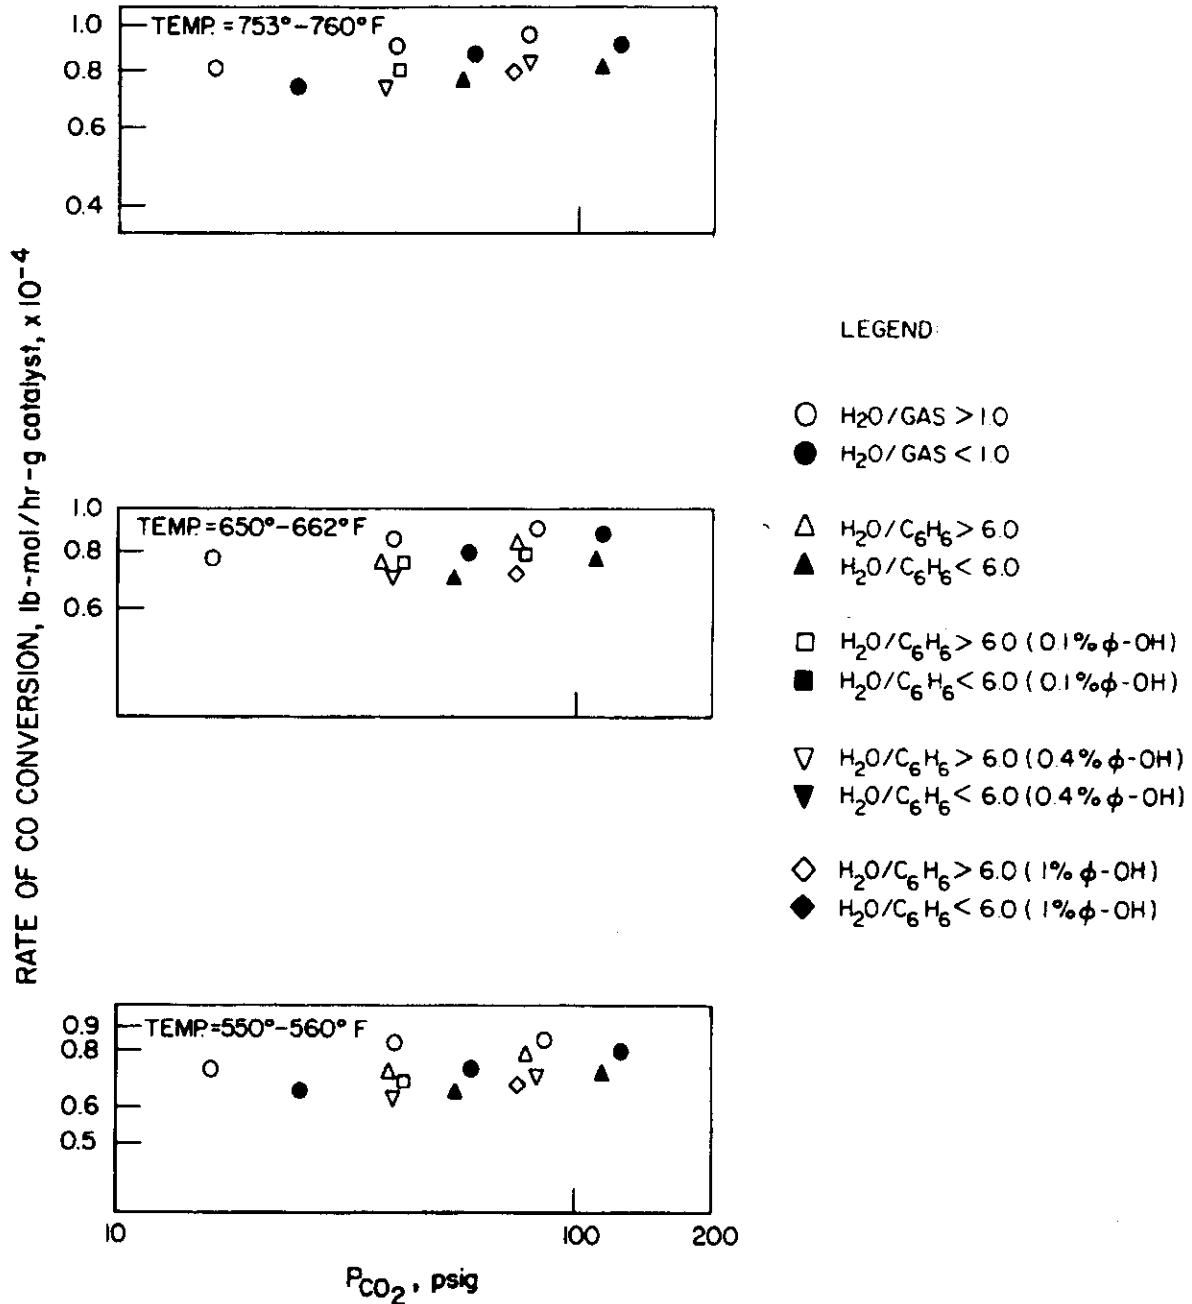 RATE OF CO CONVERSION, lb-mol/hr-g catalyst, x10⁻⁴
TEMP. = 753°-760°F
1.0
0.8
0.6
0.4
TEMP. = 650°-662°F
1.0
0.8
0.6
TEMP. = 550°-560°F
0.9
0.8
0.6
0.5
10
100
200
P_CO₂, psig
LEGEND
H₂O/GAS > 1.0
H₂O/GAS < 1.0
H₂O/C₆H₆ > 6.0
H₂O/C₆H₆ < 6.0
H₂O/C₆H₆ > 6.0 (0.1% ϕ-OH)
H₂O/C₆H₆ < 6.0 (0.1% ϕ-OH)
H₂O/C₆H₆ > 6.0 (0.4% ϕ-OH)
H₂O/C₆H₆ < 6.0 (0.4% ϕ-OH)
H₂O/C₆H₆ > 6.0 (1% ϕ-OH)
H₂O/C₆H₆ < 6.0 (1% ϕ-OH)